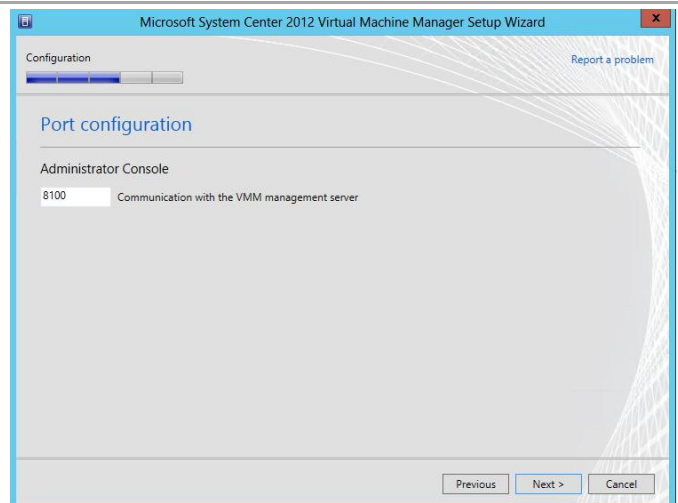 Microsoft System Center 2012 Virtual Machine Manager Setup Wizard
x
Configuration
Report a problem
Port configuration
Administrator Console
8100 Communication with the VMM management server
Previous Next > Cancel